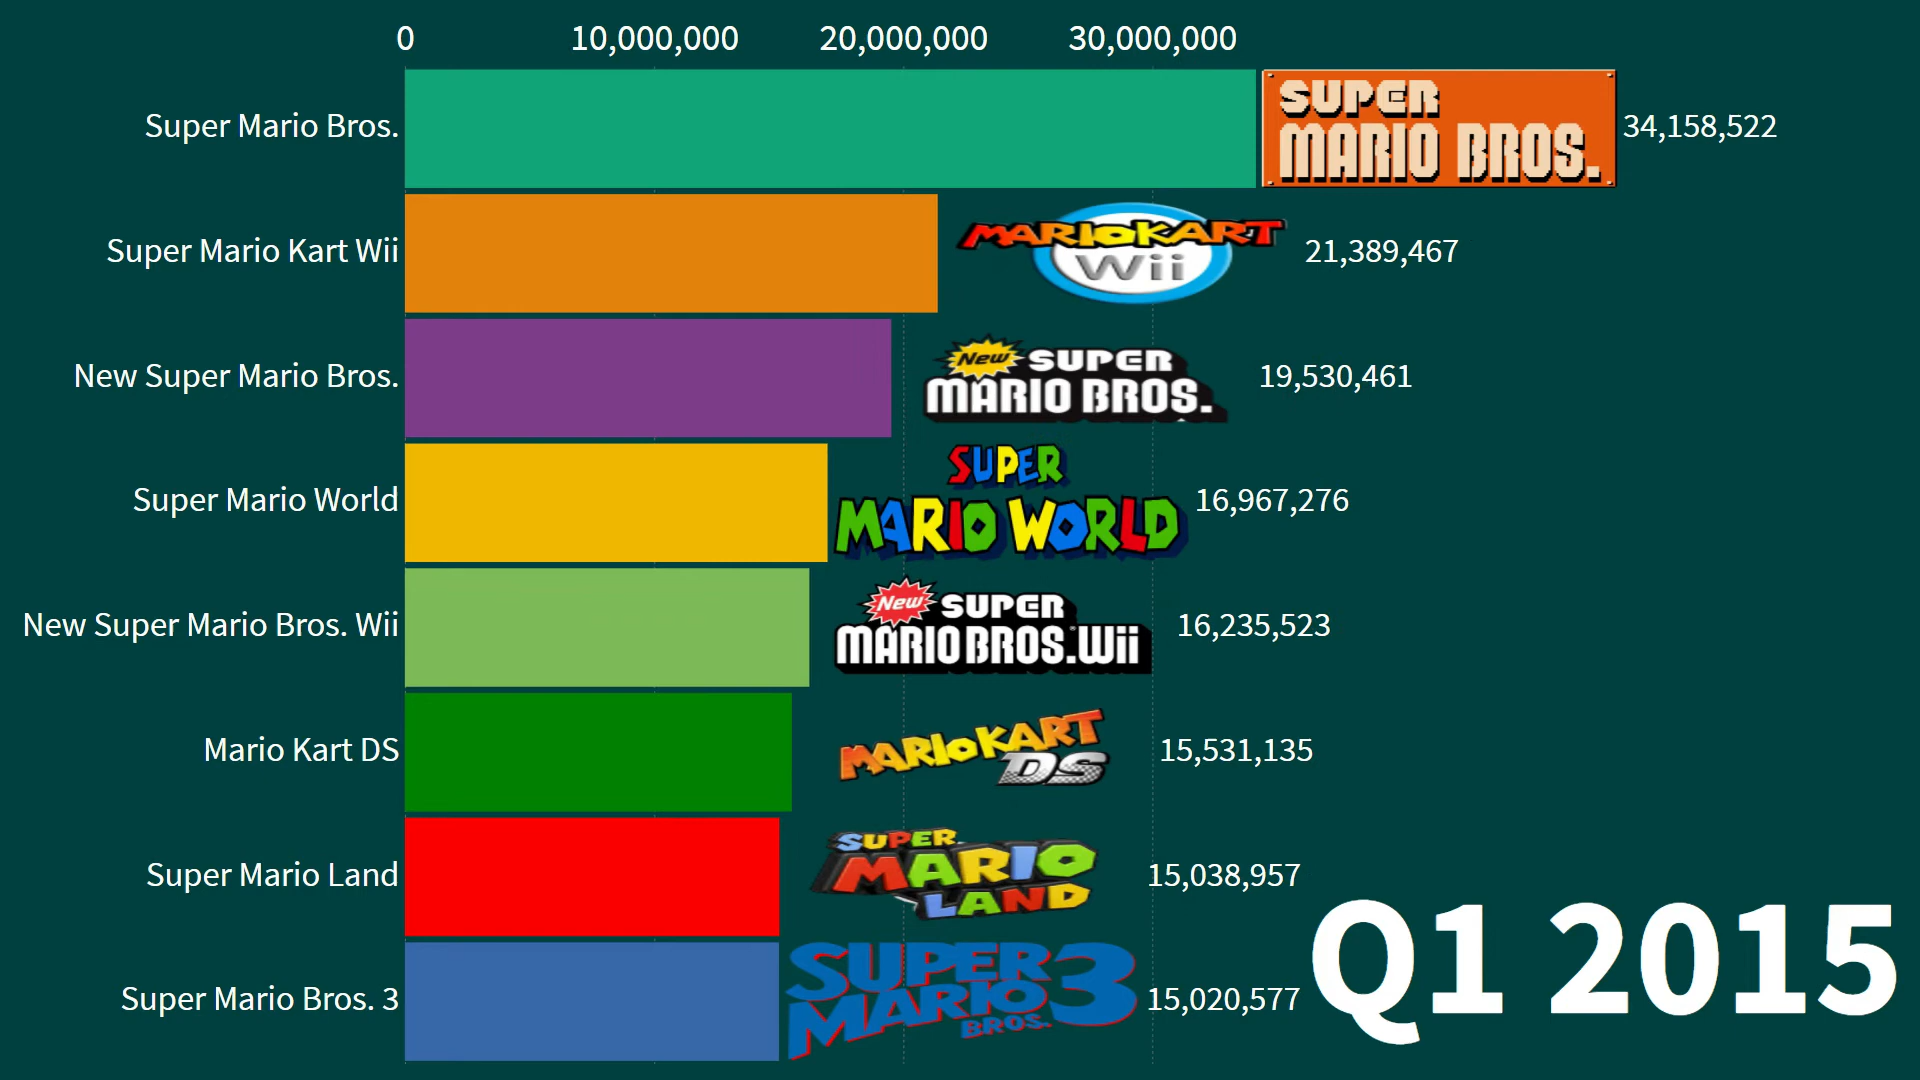 0 10,000,000 20,000,000 30,000,000
Super Mario Bros. SUPER MARIO BROS. 34,158,522
Super Mario Kart Wii MARIOKART Wii 21,389,467
New Super Mario Bros. New SUPER MARIO BROS. 19,530,461
Super Mario World SUPER MARIO WORLD 16,967,276
New Super Mario Bros. Wii New SUPER MARIO BROS. Wii 16,235,523
Mario Kart DS MARIOKART DS 15,531,135
Super Mario Land SUPER MARIO LAND 15,038,957
Super Mario Bros. 3 SUPER MARIO BROS. 3 15,020,577
Q1 2015